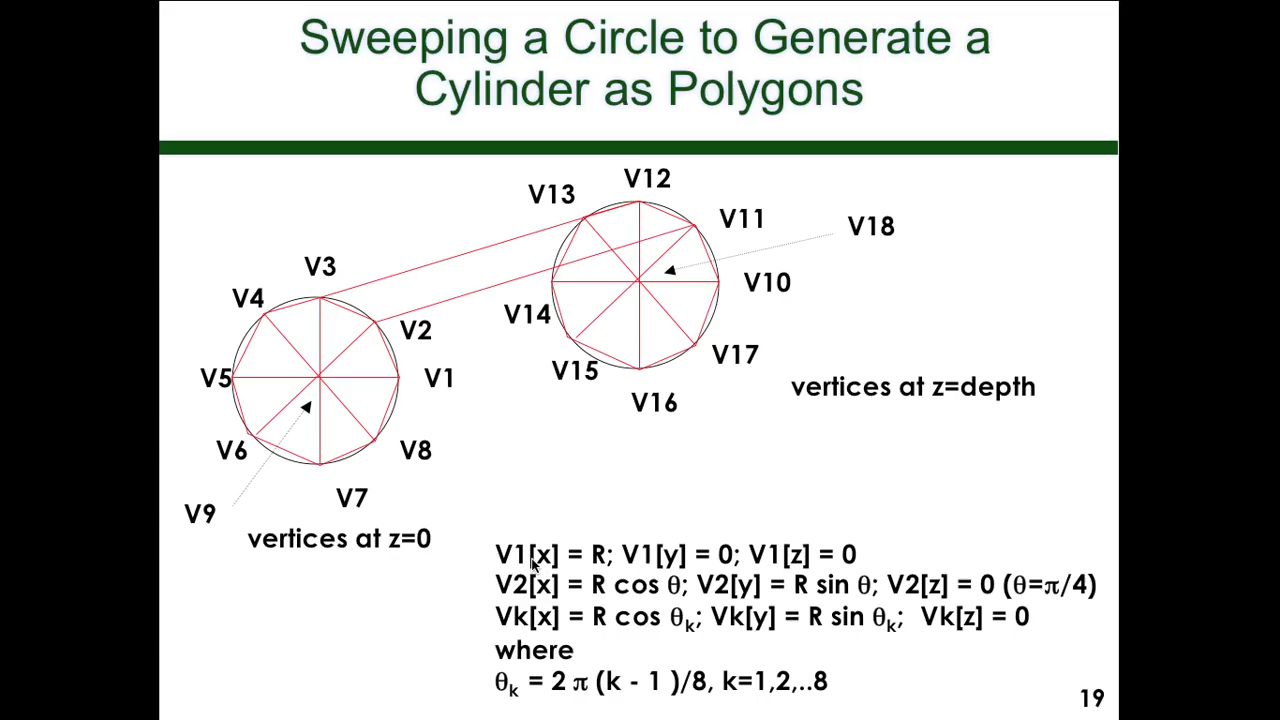 Sweeping a Circle to Generate a
Cylinder as Polygons
V12
V13
V11
V18
V3
V10
V4
V14
V2
V17
V15
V5
V1
V16
vertices at z=depth
V6
V8
V7
V9
vertices at z=0
V1[x] = R; V1[y] = 0; V1[z] = 0
V2[x] = R cos θ; V2[y] = R sin θ; V2[z] = 0 (θ=π/4)
Vk[x] = R cos θk; Vk[y] = R sin θk; Vk[z] = 0
where
θk = 2 π (k - 1 )/8, k=1,2,..8
19